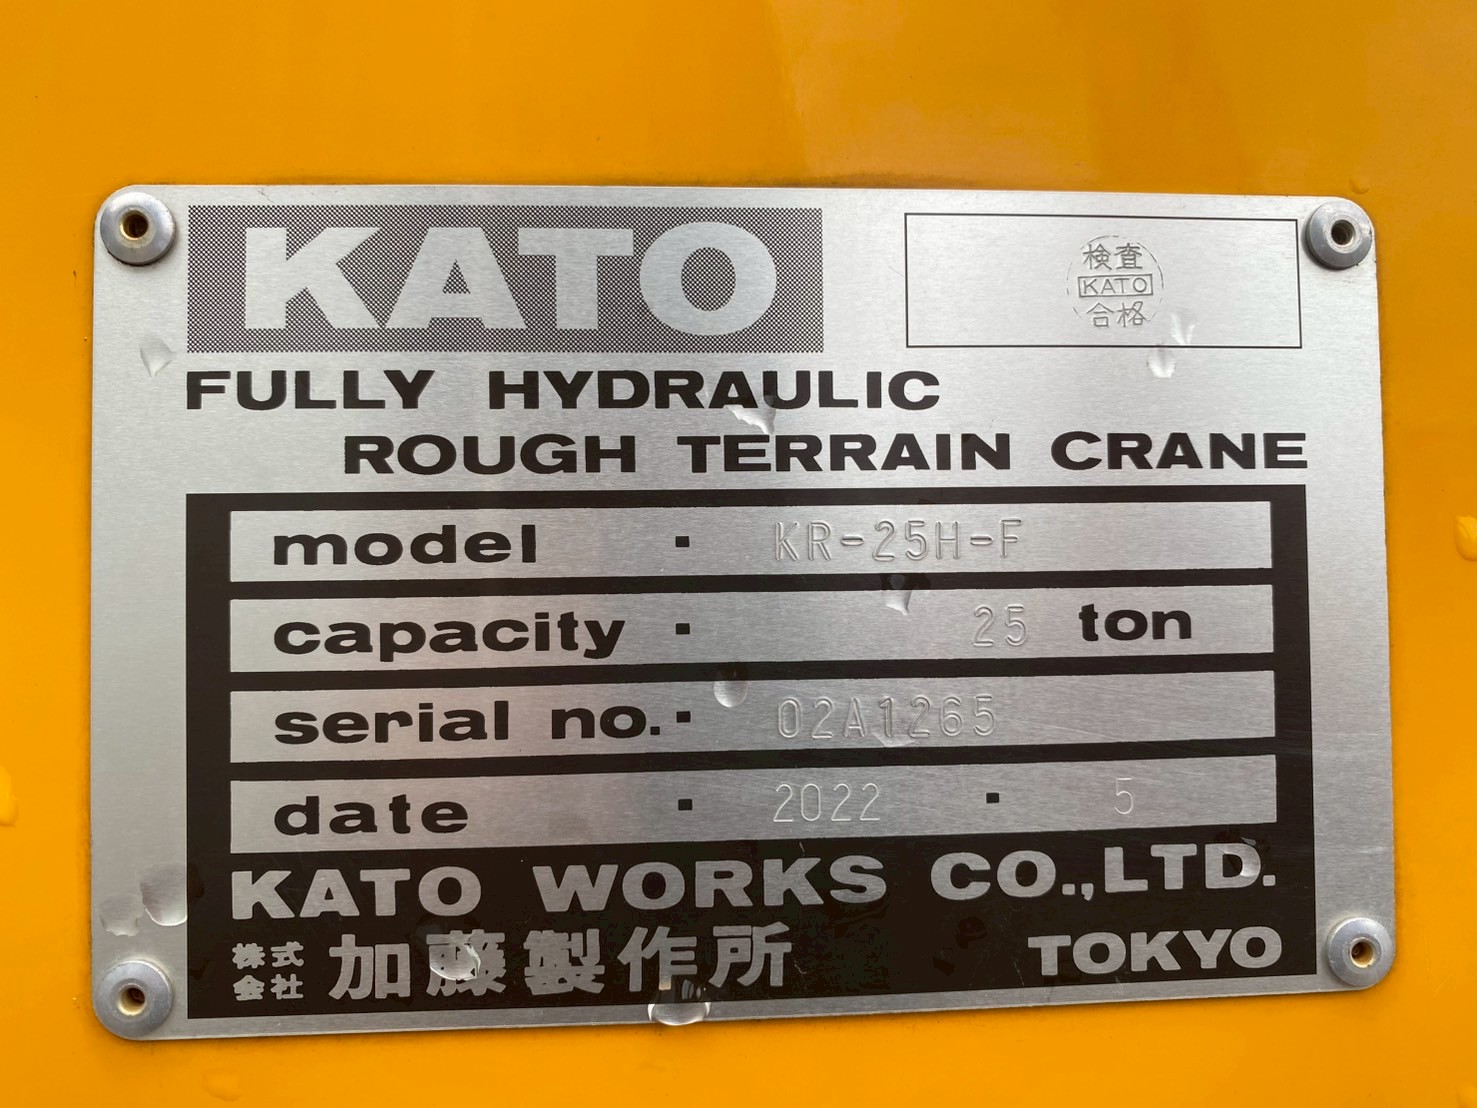 KATO
検査
KATO
合格
FULLY HYDRAULIC
ROUGH TERRAIN CRANE
model · KR-25H-F
capacity · 25 ton
serial no. · 02A1265
date · 2022 · 5
KATO WORKS CO.,LTD.
株式会社 加藤製作所 TOKYO